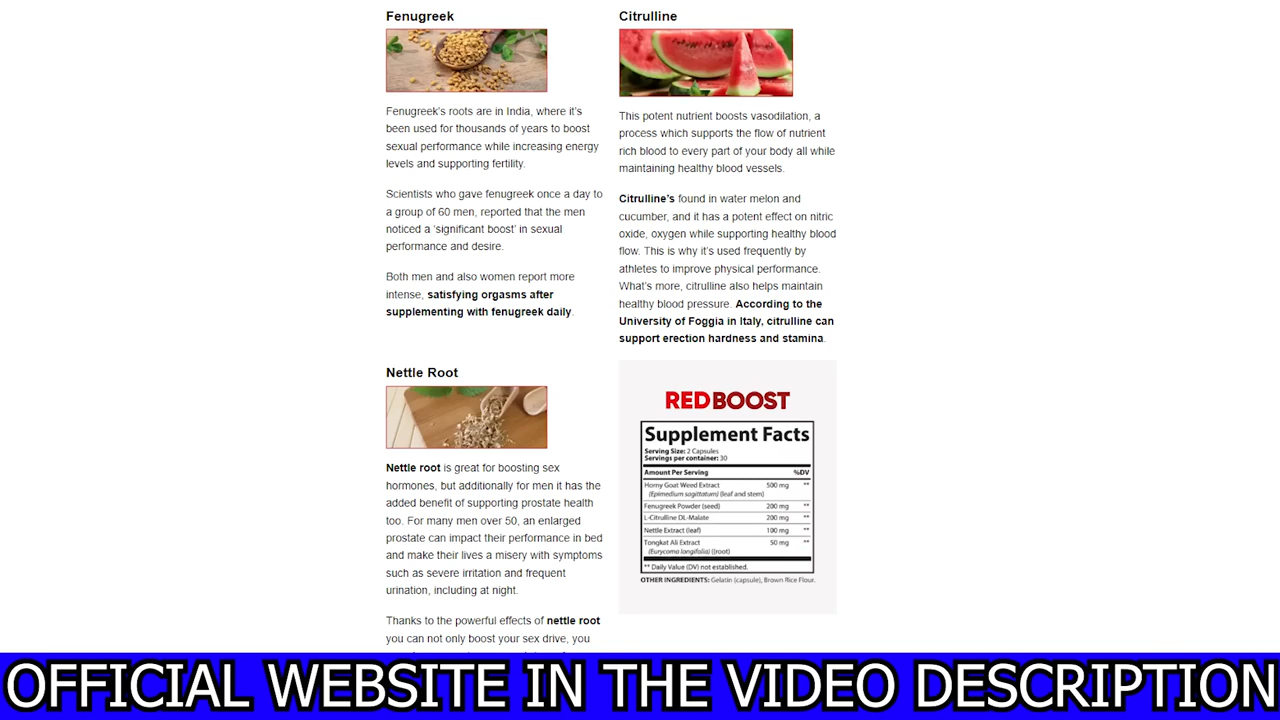 Fenugreek
Fenugreek's roots are in India, where it's
been used for thousands of years to boost
sexual performance while increasing energy
levels and supporting fertility.
Scientists who gave fenugreek once a day to
a group of 60 men, reported that the men
noticed a 'significant boost' in sexual
performance and desire.
Both men and also women report more
intense, satisfying orgasms after
supplementing with fenugreek daily.
Nettle Root
Nettle root is great for boosting sex
hormones, but additionally for men it has the
added benefit of supporting prostate health
too. For many men over 50, an enlarged
prostate can impact their performance in bed
and make their lives a misery with symptoms
such as severe irritation and frequent
urination, including at night.
Thanks to the powerful effects of nettle root
you can not only boost your sex drive, you
Citrulline
This potent nutrient boosts vasodilation, a
process which supports the flow of nutrient
rich blood to every part of your body all while
maintaining healthy blood vessels.
Citrulline's found in water melon and
cucumber, and it has a potent effect on nitric
oxide, oxygen while supporting healthy blood
flow. This is why it's used frequently by
athletes to improve physical performance.
What's more, citrulline also helps maintain
healthy blood pressure. According to the
University of Foggia in Italy, citrulline can
support erection hardness and stamina.
RED BOOST
Supplement Facts
Serving Size: 2 Capsules
Servings per container: 30
Amount Per Serving %DV
Horny Goat Weed Extract 500 mg **
(Epimedium sagittatum) (leaf and stem)
Fenugreek Powder (seed) 200 mg **
L-Citrulline DL-Malate 200 mg **
Nettle Extract (leaf) 100 mg **
Tongkat Ali Extract 50 mg **
(Eurycoma longifolia) ((root)
** Daily Value (DV) not established.
OTHER INGREDIENTS: Gelatin (capsule), Brown Rice Flour.
OFFICIAL WEBSITE IN THE VIDEO DESCRIPTION